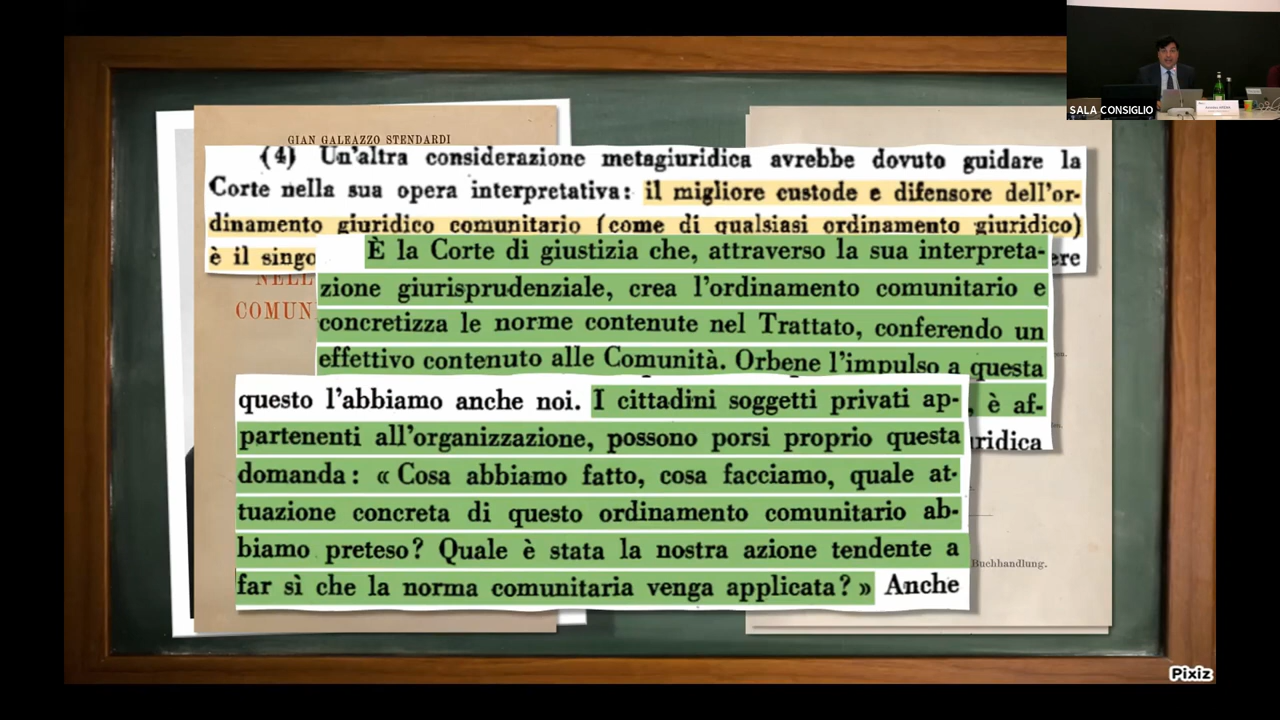 SALA CONSIGLIO
GIAN GALEAZZO STENDARDI
(4) Un'altra considerazione metagiuridica avrebbe dovuto guidare la
Corte nella sua opera interpretativa: il migliore custode e difensore dell'or-
dinamento giuridico comunitario (come di qualsiasi ordinamento giuridico)
è il singo
ere
NELL
COMUN
È la Corte di giustizia che, attraverso la sua interpreta-
zione giurisprudenziale, crea l'ordinamento comunitario e
concretizza le norme contenute nel Trattato, conferendo un
effettivo contenuto alle Comunità. Orbene l'impulso a questa
, è af-
ridica
questo l'abbiamo anche noi. I cittadini soggetti privati ap-
partenenti all'organizzazione, possono porsi proprio questa
domanda: « Cosa abbiamo fatto, cosa facciamo, quale at-
tuazione concreta di questo ordinamento comunitario ab-
biamo preteso? Quale è stata la nostra azione tendente a
far sì che la norma comunitaria venga applicata? » Anche
Buchhandlung.
Pixiz